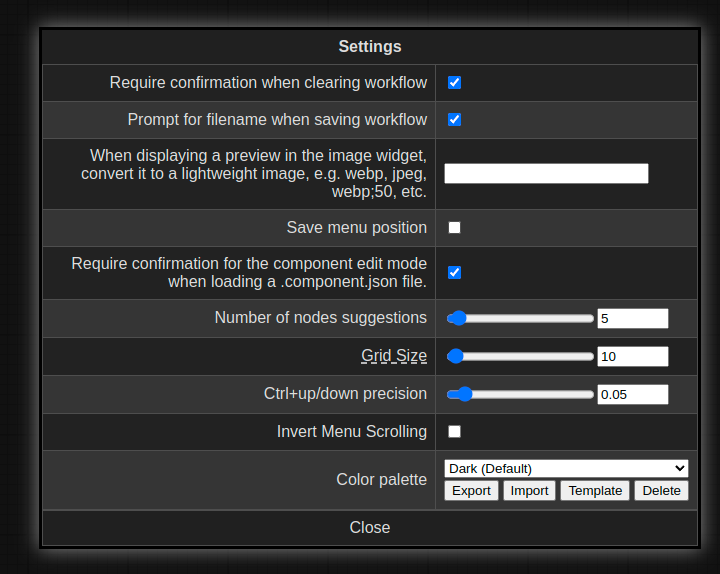 Settings
Require confirmation when clearing workflow
Prompt for filename when saving workflow
When displaying a preview in the image widget,
convert it to a lightweight image, e.g. webp, jpeg,
webp;50, etc.
Save menu position
Require confirmation for the component edit mode
when loading a .component.json file.
Number of nodes suggestions 5
Grid Size 10
Ctrl+up/down precision 0.05
Invert Menu Scrolling
Color palette
Dark (Default)
Export Import Template Delete
Close